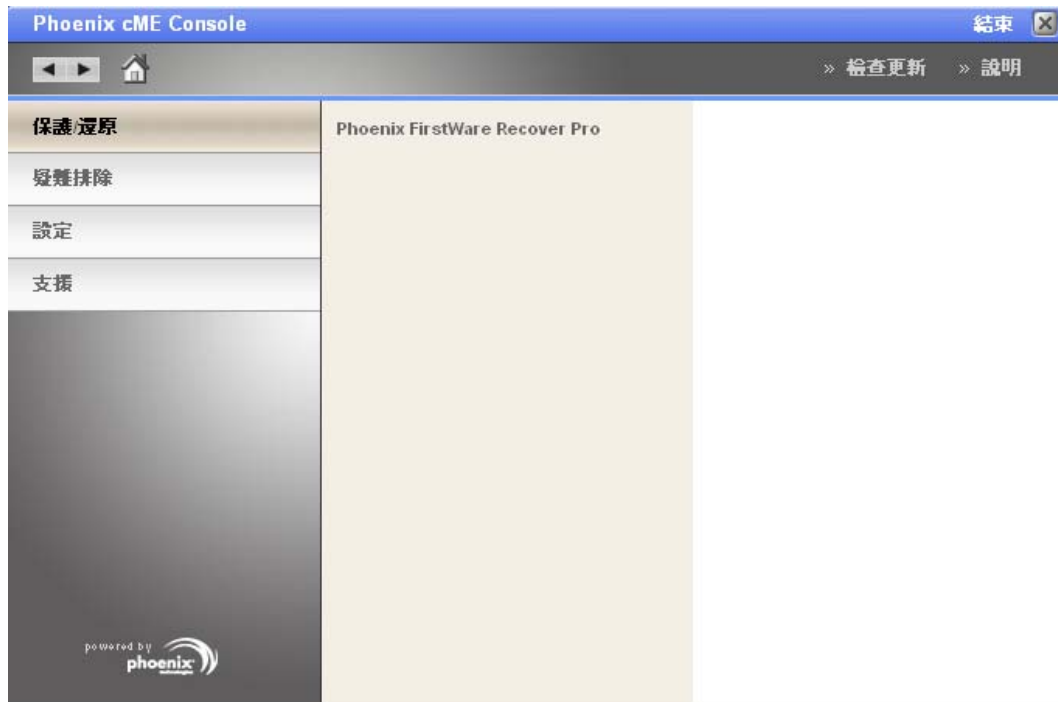 Phoenix cME Console
結束
» 檢查更新 » 說明
保護/還原
Phoenix FirstWare Recover Pro
疑難排除
設定
支援
powered by
phoenix